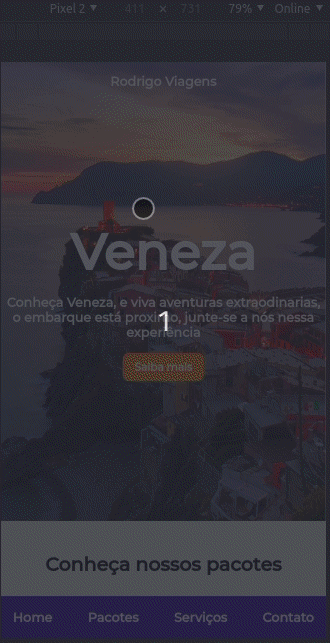 Pixel 2 ▼ 411 × 731 79% ▼ Online ▼
Rodrigo Viagens
Veneza
Conheça Veneza, e viva aventuras extraodinarias,
o embarque está proximo, junte-se a nós nessa
experiência
1
Saiba mais
Conheça nossos pacotes
Home Pacotes Serviços Contato